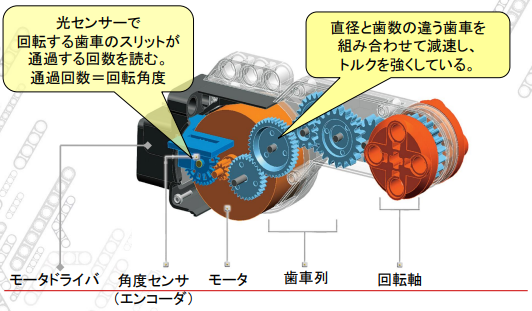 光センサーで
回転する歯車のスリットが
通過する回数を読む。
通過回数＝回転角度
直径と歯数の違う歯車を
組み合わせて減速し、
トルクを強くしている。
モータドライバ
角度センサ
（エンコーダ）
モータ
歯車列
回転軸